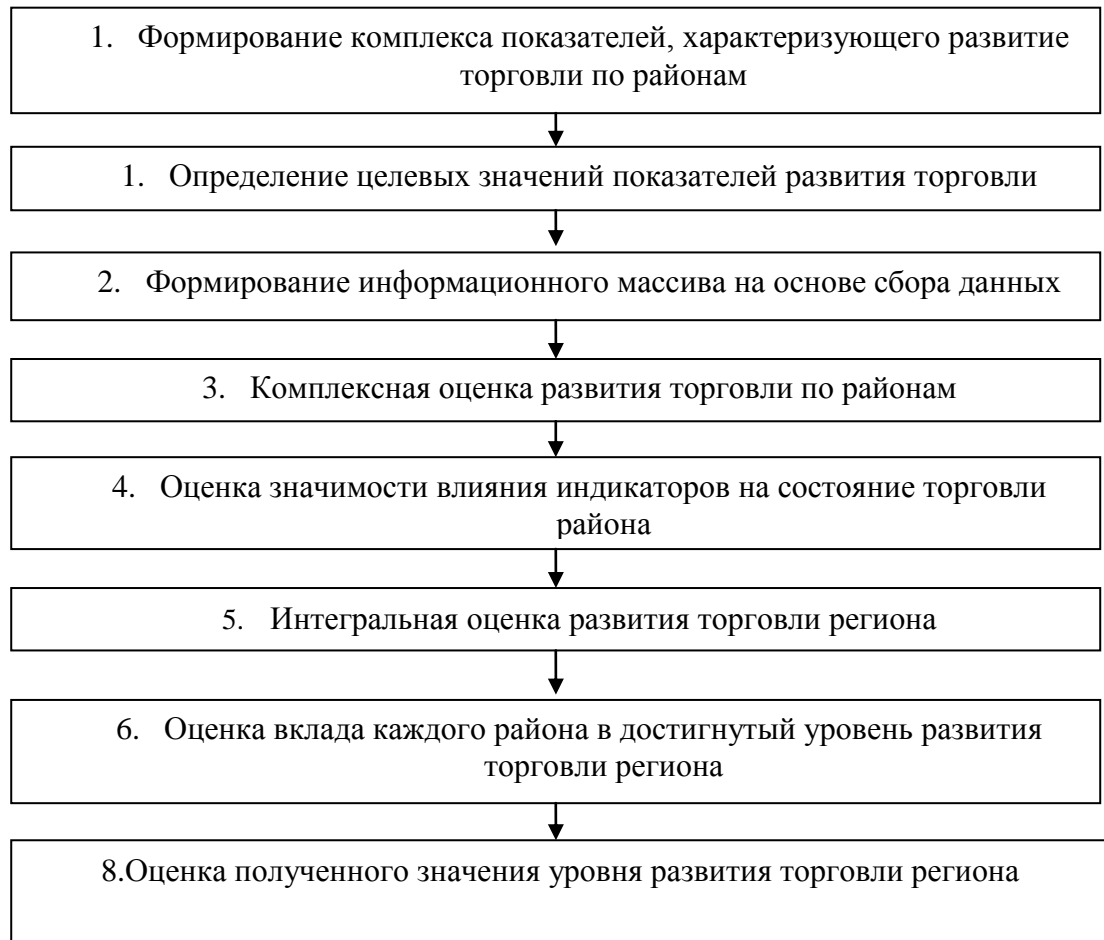 1. Формирование комплекса показателей, характеризующего развитие
торговли по районам
1. Определение целевых значений показателей развития торговли
2. Формирование информационного массива на основе сбора данных
3. Комплексная оценка развития торговли по районам
4. Оценка значимости влияния индикаторов на состояние торговли
района
5. Интегральная оценка развития торговли региона
6. Оценка вклада каждого района в достигнутый уровень развития
торговли региона
8.Оценка полученного значения уровня развития торговли региона